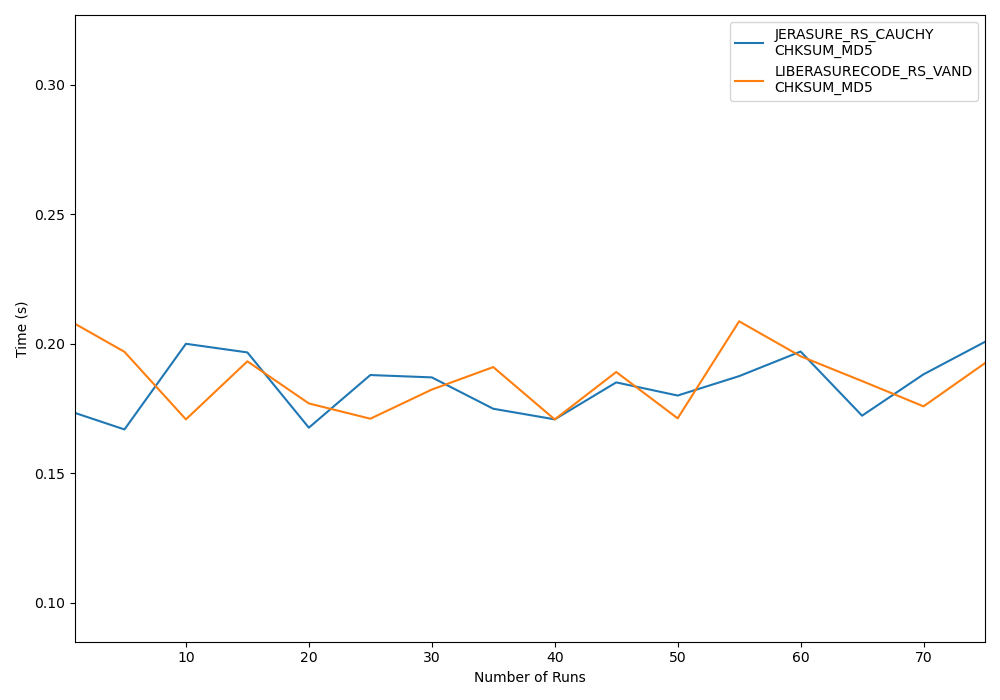 JERASURE_RS_CAUCHY
CHKSUM_MD5
LIBERASURECODE_RS_VAND
CHKSUM_MD5
0.30
0.25
0.20
0.15
0.10
Time (s)
10 20 30 40 50 60 70
Number of Runs